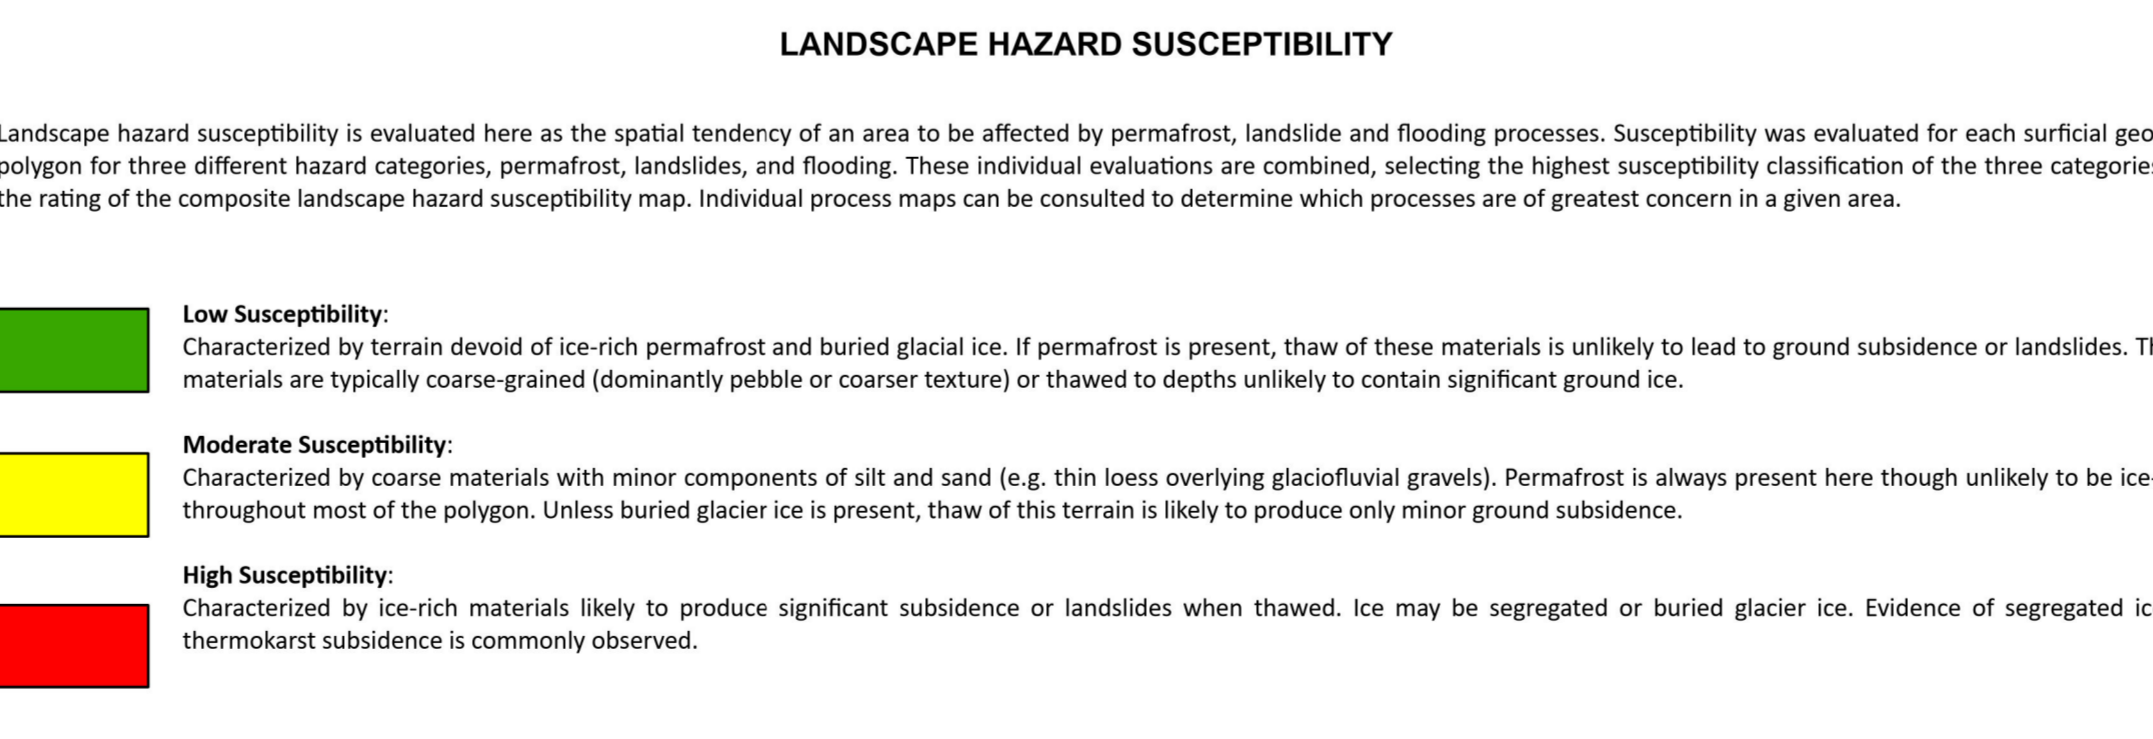 LANDSCAPE HAZARD SUSCEPTIBILITY
Landscape hazard susceptibility is evaluated here as the spatial tendency of an area to be affected by permafrost, landslide and flooding processes. Susceptibility was evaluated for each surficial geo
polygon for three different hazard categories, permafrost, landslides, and flooding. These individual evaluations are combined, selecting the highest susceptibility classification of the three categories
the rating of the composite landscape hazard susceptibility map. Individual process maps can be consulted to determine which processes are of greatest concern in a given area.
Low Susceptibility:
Characterized by terrain devoid of ice-rich permafrost and buried glacial ice. If permafrost is present, thaw of these materials is unlikely to lead to ground subsidence or landslides. Th
materials are typically coarse-grained (dominantly pebble or coarser texture) or thawed to depths unlikely to contain significant ground ice.
Moderate Susceptibility:
Characterized by coarse materials with minor components of silt and sand (e.g. thin loess overlying glaciofluvial gravels). Permafrost is always present here though unlikely to be ice-
throughout most of the polygon. Unless buried glacier ice is present, thaw of this terrain is likely to produce only minor ground subsidence.
High Susceptibility:
Characterized by ice-rich materials likely to produce significant subsidence or landslides when thawed. Ice may be segregated or buried glacier ice. Evidence of segregated ic
thermokarst subsidence is commonly observed.